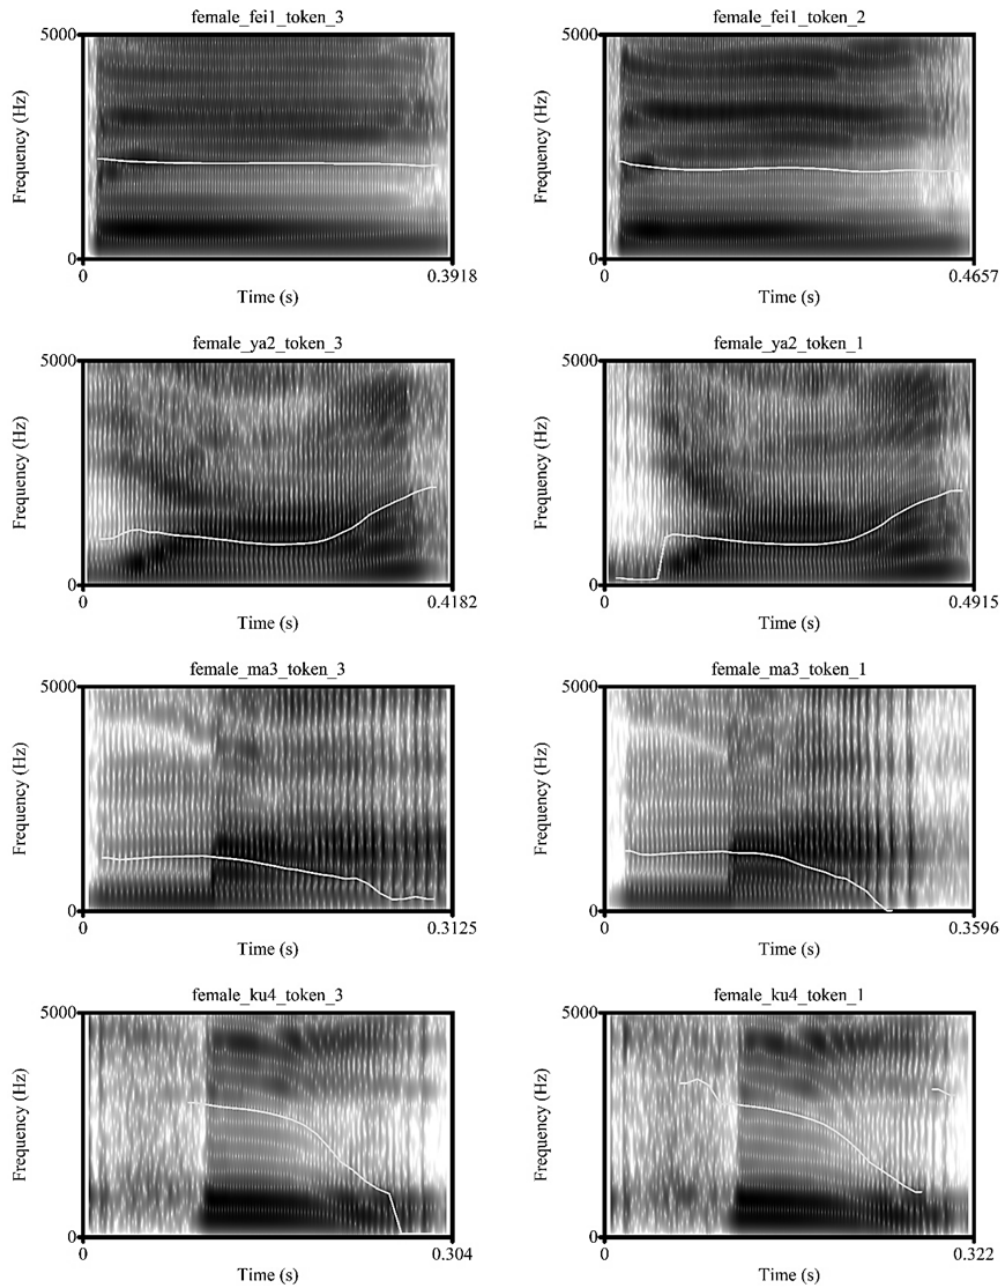 female_fei1_token_3
5000
Frequency (Hz)
0
0
0.3918
Time (s)
female_fei1_token_2
5000
Frequency (Hz)
0
0
0.4657
Time (s)
female_ya2_token_3
5000
Frequency (Hz)
0
0
0.4182
Time (s)
female_ya2_token_1
5000
Frequency (Hz)
0
0
0.4915
Time (s)
female_ma3_token_3
5000
Frequency (Hz)
0
0
0.3125
Time (s)
female_ma3_token_1
5000
Frequency (Hz)
0
0
0.3596
Time (s)
female_ku4_token_3
5000
Frequency (Hz)
0
0
0.304
Time (s)
female_ku4_token_1
5000
Frequency (Hz)
0
0
0.322
Time (s)